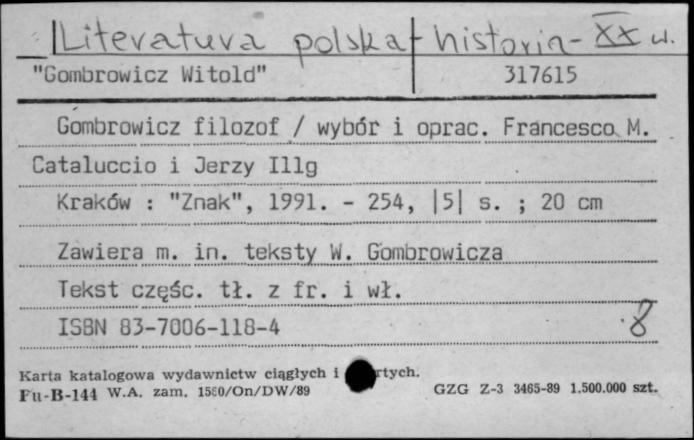 Literatura polska - historia - XX w.
"Gombrowicz Witold" 317615
Gombrowicz filozof / wybór i oprac. Francesco M.
Cataluccio i Jerzy Illg
Kraków : "Znak", 1991. - 254, |5| s. ; 20 cm
Zawiera m. in. teksty W. Gombrowicza
Tekst częśc. tł. z fr. i wł.
ISBN 83-7006-118-4
8
Karta katalogowa wydawnictw ciągłych i rtych.
Pu-B-144 W.A. zam. 1580/On/DW/89 GZG Z-3 3465-89 1.500.000 szt.